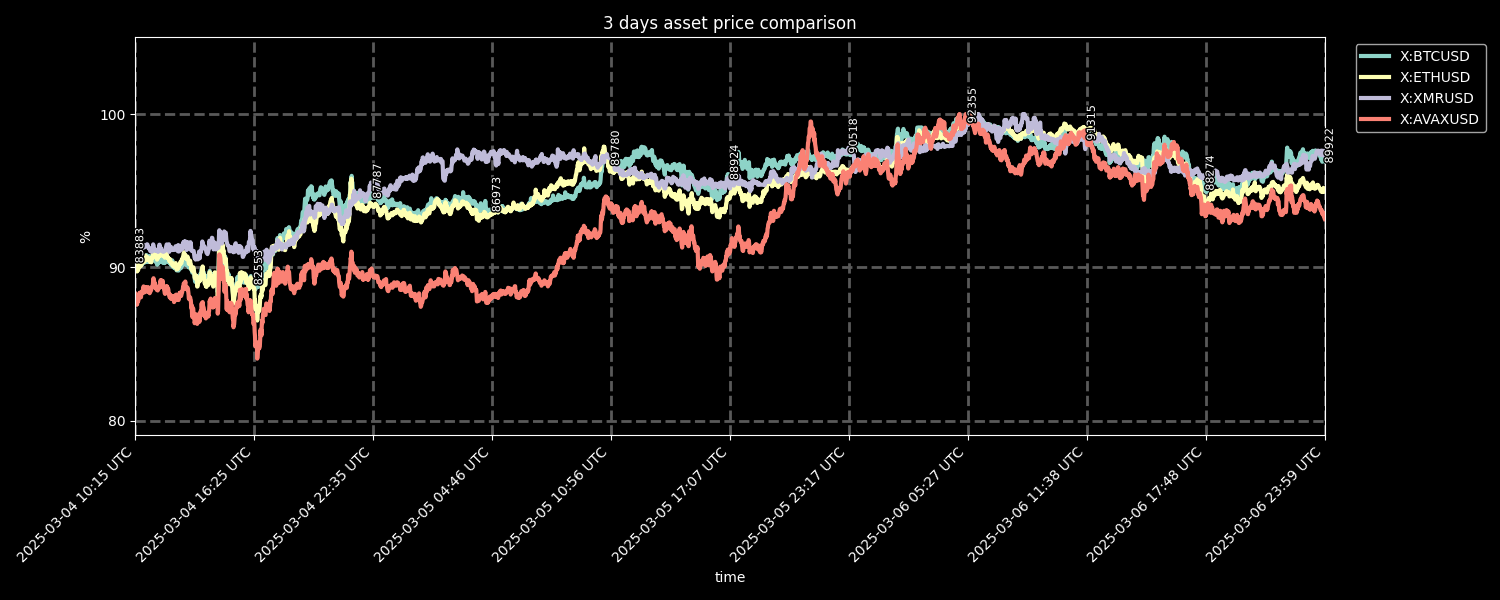 3 days asset price comparison
X:BTCUSD
X:ETHUSD
X:XMRUSD
X:AVAXUSD
100
90
80
%
83883
82553
87787
86973
89780
88924
90518
92355
91315
88274
89922
2025-03-04 10:15 UTC
2025-03-04 16:25 UTC
2025-03-04 22:35 UTC
2025-03-05 04:46 UTC
2025-03-05 10:56 UTC
2025-03-05 17:07 UTC
2025-03-05 23:17 UTC
2025-03-06 05:27 UTC
2025-03-06 11:38 UTC
2025-03-06 17:48 UTC
2025-03-06 23:59 UTC
time